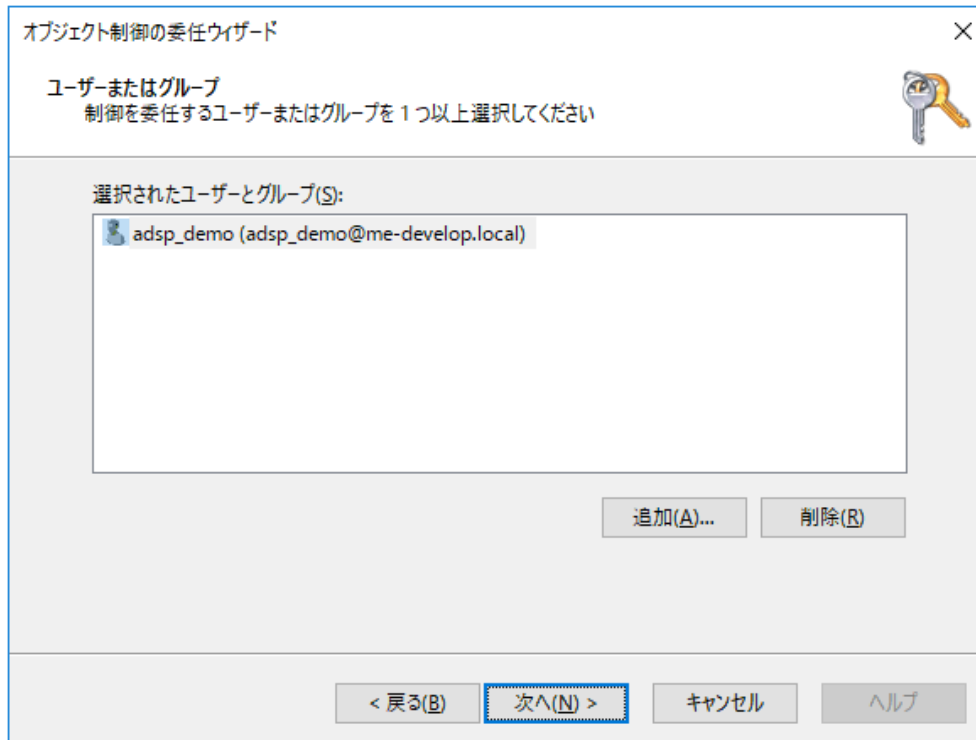 オブジェクト制御の委任ウィザード
ユーザーまたはグループ
制御を委任するユーザーまたはグループを 1 つ以上選択してください
選択されたユーザーとグループ(S):
adsp_demo (adsp_demo@me-develop.local)
追加(A)... 削除(R)
< 戻る(B) 次へ(N) > キャンセル ヘルプ